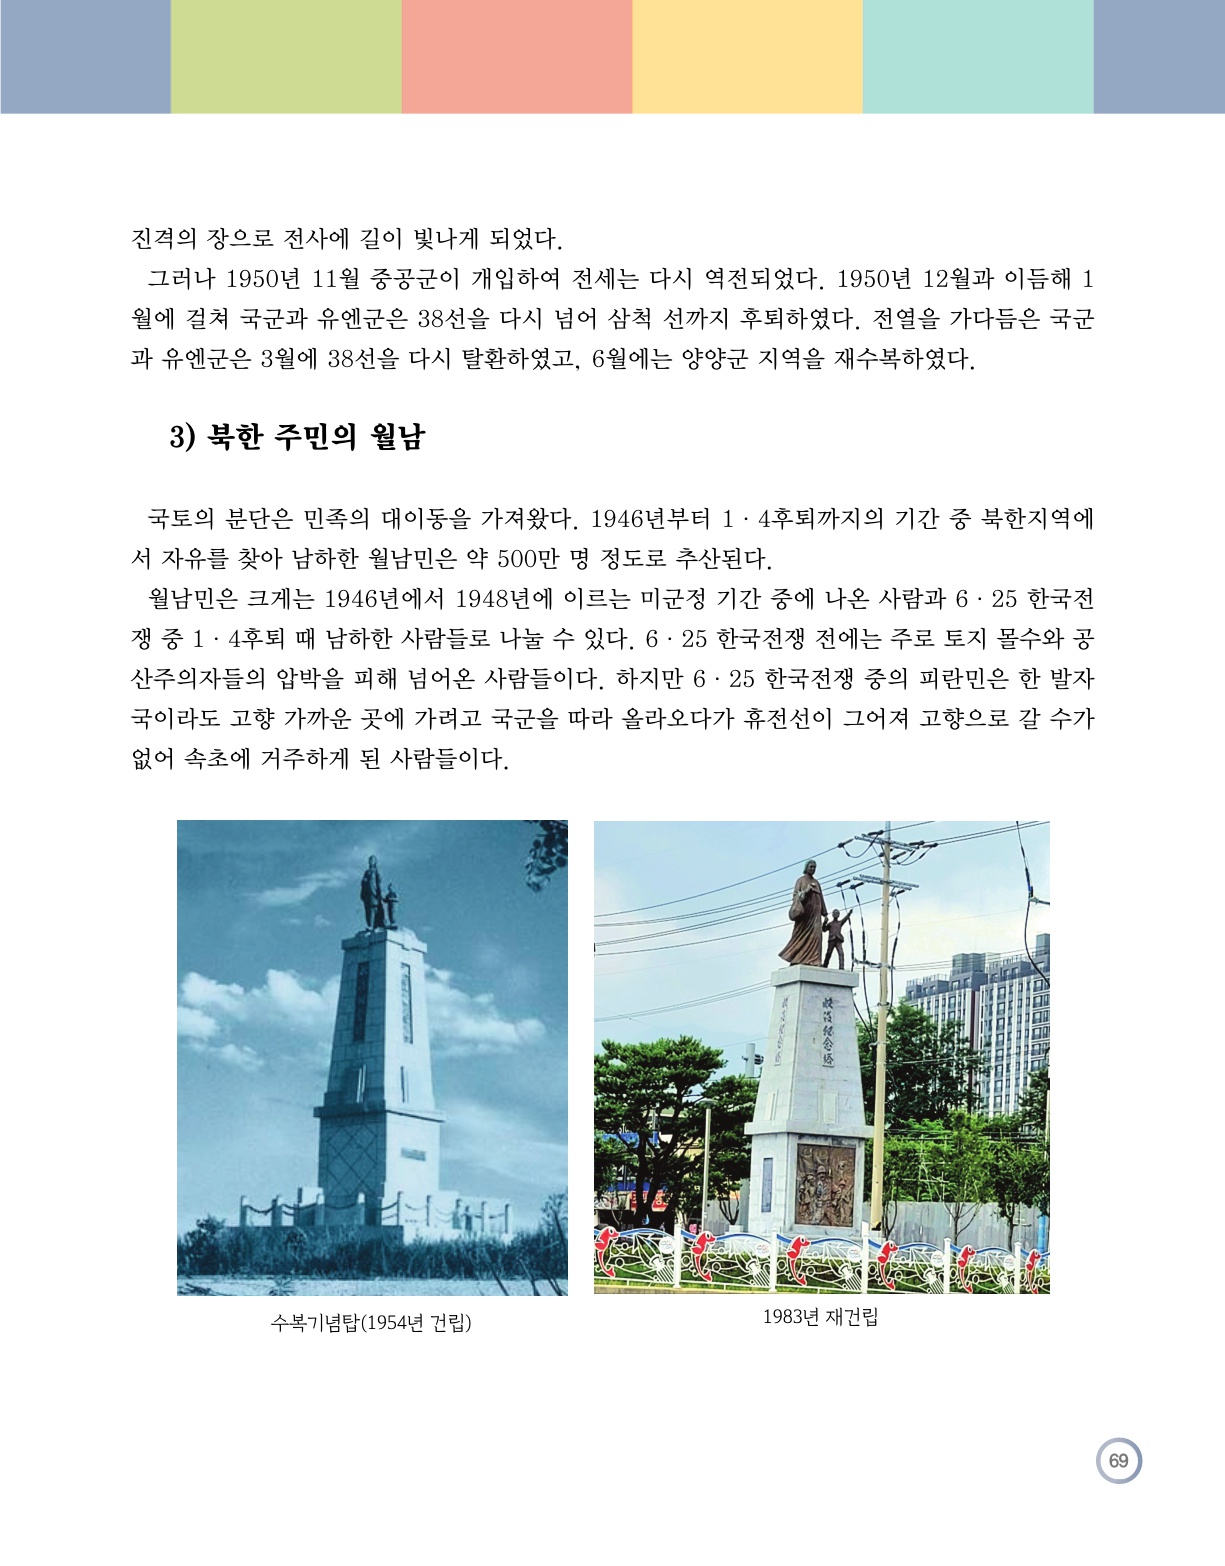 진격의 장으로 전사에 길이 빛나게 되었다.
그러나 1950년 11월 중공군이 개입하여 전세는 다시 역전되었다. 1950년 12월과 이듬해 1
월에 걸쳐 국군과 유엔군은 38선을 다시 넘어 삼척 선까지 후퇴하였다. 전열을 가다듬은 국군
과 유엔군은 3월에 38선을 다시 탈환하였고, 6월에는 양양군 지역을 재수복하였다.
3) 북한 주민의 월남
국토의 분단은 민족의 대이동을 가져왔다. 1946년부터 1 · 4후퇴까지의 기간 중 북한지역에
서 자유를 찾아 남하한 월남민은 약 500만 명 정도로 추산된다.
월남민은 크게는 1946년에서 1948년에 이르는 미군정 기간 중에 나온 사람과 6 · 25 한국전
쟁 중 1 · 4후퇴 때 남하한 사람들로 나눌 수 있다. 6 · 25 한국전쟁 전에는 주로 토지 몰수와 공
산주의자들의 압박을 피해 넘어온 사람들이다. 하지만 6 · 25 한국전쟁 중의 피란민은 한 발자
국이라도 고향 가까운 곳에 가려고 국군을 따라 올라오다가 휴전선이 그어져 고향으로 갈 수가
없어 속초에 거주하게 된 사람들이다.
收復紀念塔
수복기념탑(1954년 건립)
1983년 재건립
69